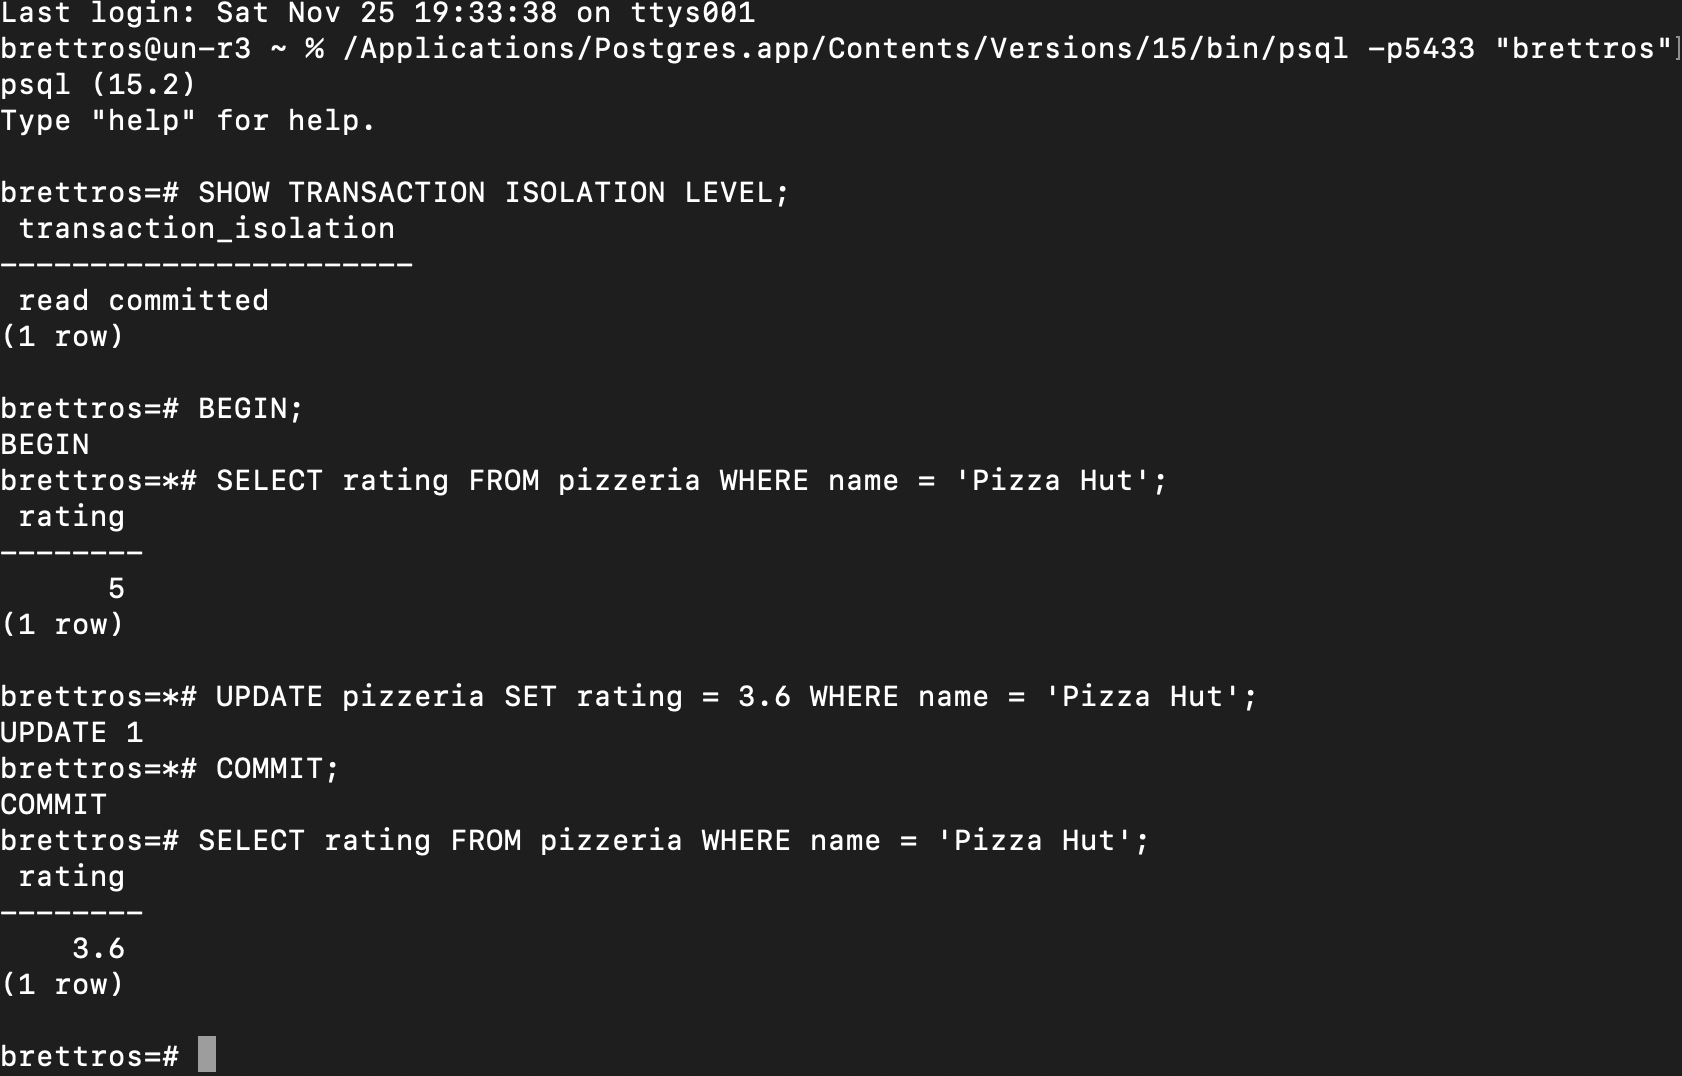 Last login: Sat Nov 25 19:33:38 on ttys001
brettros@un-r3 ~ % /Applications/Postgres.app/Contents/Versions/15/bin/psql -p5433 "brettros"]
psql (15.2)
Type "help" for help.

brettros=# SHOW TRANSACTION ISOLATION LEVEL;
 transaction_isolation
-----------------------
 read committed
(1 row)

brettros=# BEGIN;
BEGIN
brettros=*# SELECT rating FROM pizzeria WHERE name = 'Pizza Hut';
 rating
--------
      5
(1 row)

brettros=*# UPDATE pizzeria SET rating = 3.6 WHERE name = 'Pizza Hut';
UPDATE 1
brettros=*# COMMIT;
COMMIT
brettros=# SELECT rating FROM pizzeria WHERE name = 'Pizza Hut';
 rating
--------
    3.6
(1 row)

brettros=#